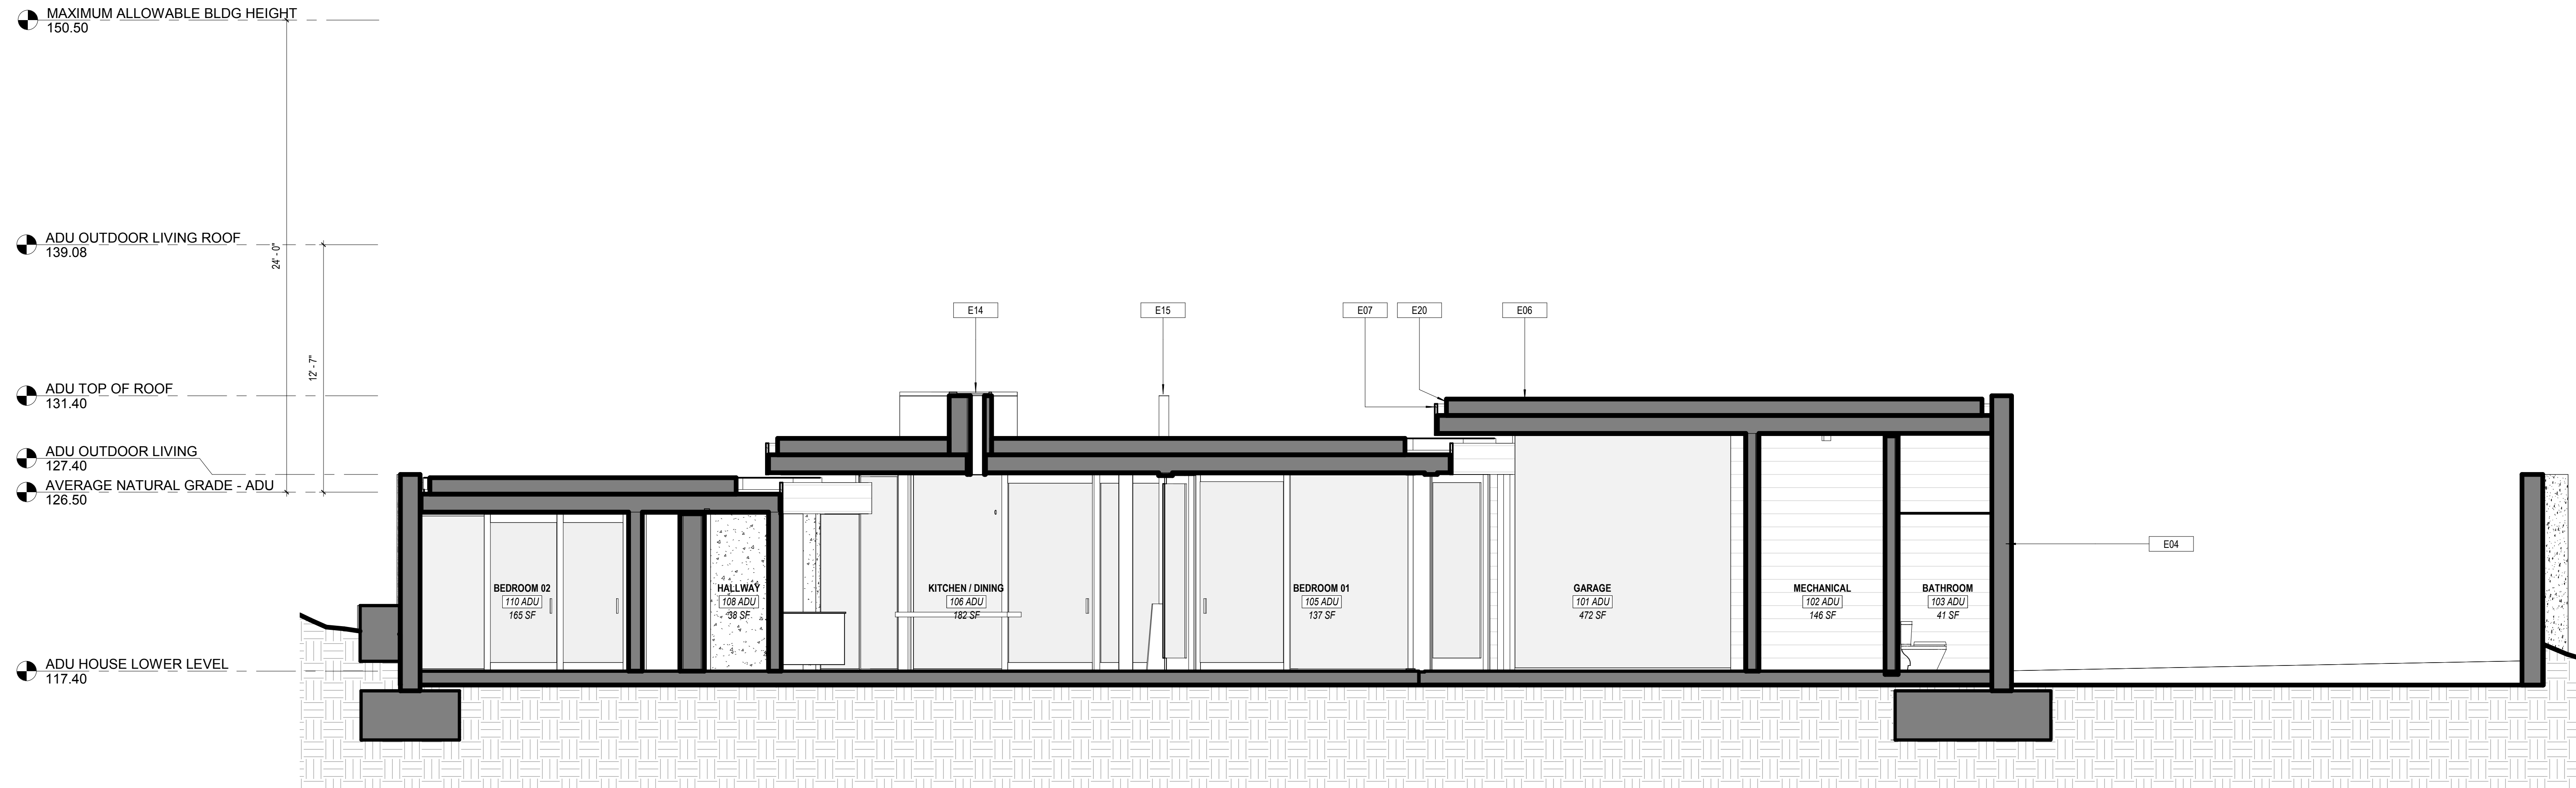 MAXIMUM ALLOWABLE BLDG HEIGHT
150.50
ADU OUTDOOR LIVING ROOF
139.08
24' - 0"
12' - 7"
E14
E15
E07
E20
E06
ADU TOP OF ROOF
131.40
ADU OUTDOOR LIVING
127.40
AVERAGE NATURAL GRADE - ADU
126.50
E04
BEDROOM 02
110 ADU
165 SF
HALLWAY
108 ADU
38 SF
KITCHEN / DINING
106 ADU
182 SF
BEDROOM 01
105 ADU
137 SF
GARAGE
101 ADU
472 SF
MECHANICAL
102 ADU
146 SF
BATHROOM
103 ADU
41 SF
ADU HOUSE LOWER LEVEL
117.40